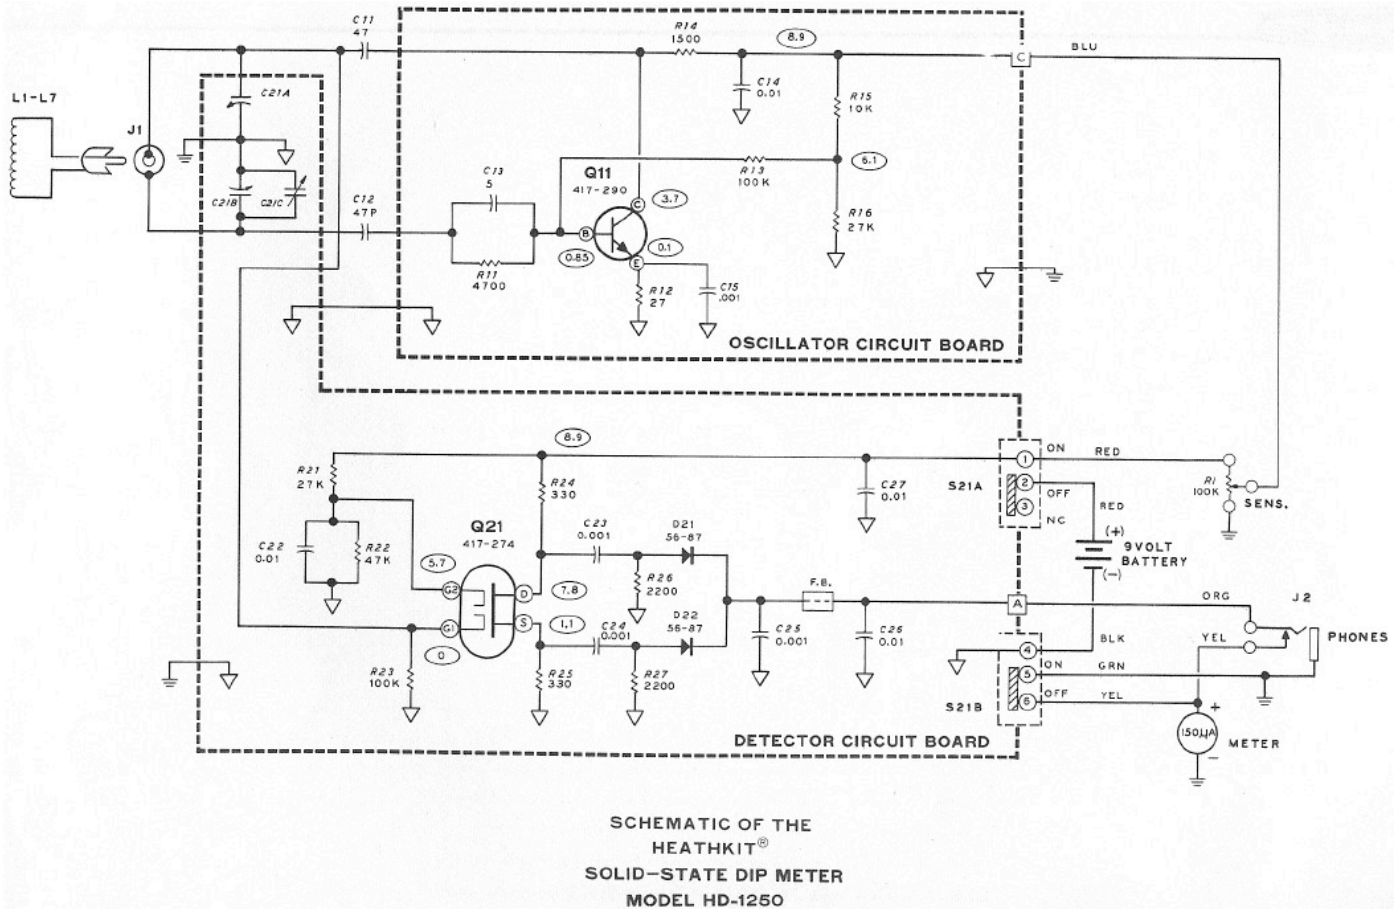 C11
47
R14
1500
8.9
C
BLU
L1-L7
J1
C21A
C14
0.01
R15
10K
6.1
R13
100K
C13
5
Q11
417-290
C
3.7
C21B
C21C
C12
47P
B
0.85
0.1
E
R16
27K
R11
4700
R12
27
C15
.001
OSCILLATOR CIRCUIT BOARD
8.9
R21
27K
R24
330
C27
0.01
S21A
1
ON
RED
2
OFF
3
NC
RED
R1
100K
SENS.
(+)
9 VOLT
BATTERY
(-)
C22
0.01
R22
47K
Q21
417-274
C23
0.001
D21
56-87
5.7
G2
D
7.8
R26
2200
F.B.
A
ORG
J2
G1
S
1.1
C24
0.001
D22
56-87
C25
0.001
C26
0.01
YEL
PHONES
0
R23
100K
R25
330
R27
2200
BLK
4
ON
5
GRN
OFF
6
YEL
S21B
+
150µA
METER
-
DETECTOR CIRCUIT BOARD
SCHEMATIC OF THE
HEATHKIT®
SOLID-STATE DIP METER
MODEL HD-1250